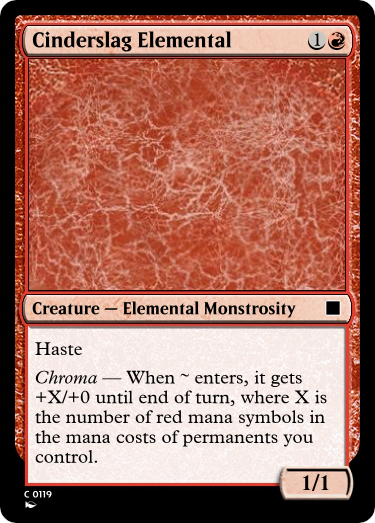 Cinderslag Elemental 1
Creature — Elemental Monstrosity
Haste
Chroma — When ~ enters, it gets
+X/+0 until end of turn, where X is
the number of red mana symbols in
the mana costs of permanents you
control.
1/1
C 0119